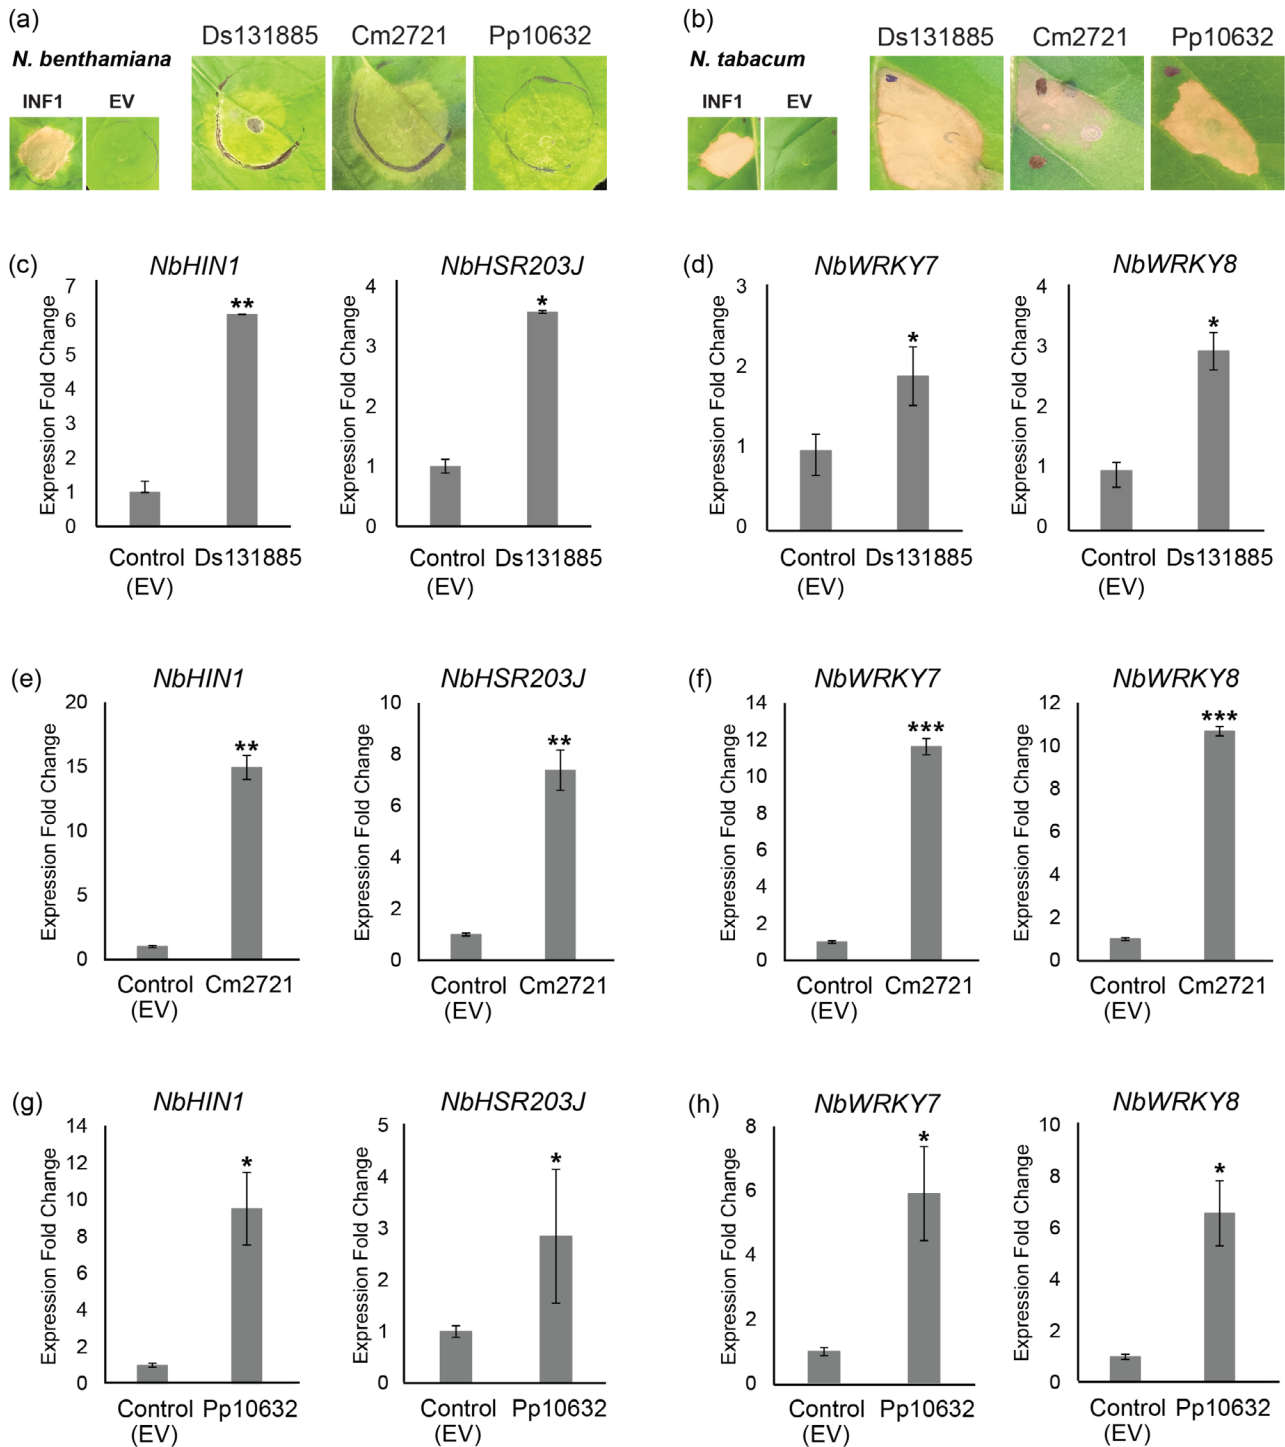 (a)
Ds131885 Cm2721 Pp10632
N. benthamiana
INF1 EV
(b)
Ds131885 Cm2721 Pp10632
N. tabacum
INF1 EV
(c)
NbHIN1
Expression Fold Change
7
6
5
4
3
2
1
0
**
Control Ds131885
(EV)
NbHSR203J
Expression Fold Change
4
3
2
1
0
*
Control Ds131885
(EV)
(d)
NbWRKY7
Expression Fold Change
3
2
1
0
*
Control Ds131885
(EV)
NbWRKY8
Expression Fold Change
4
3
2
1
0
*
Control Ds131885
(EV)
(e)
NbHIN1
Expression Fold Change
20
15
10
5
0
**
Control Cm2721
(EV)
NbHSR203J
Expression Fold Change
10
8
6
4
2
0
**
Control Cm2721
(EV)
(f)
NbWRKY7
Expression Fold Change
14
12
10
8
6
4
2
0
***
Control Cm2721
(EV)
NbWRKY8
Expression Fold Change
12
10
8
6
4
2
0
***
Control Cm2721
(EV)
(g)
NbHIN1
Expression Fold Change
14
12
10
8
6
4
2
0
*
Control Pp10632
(EV)
NbHSR203J
Expression Fold Change
5
4
3
2
1
0
*
Control Pp10632
(EV)
(h)
NbWRKY7
Expression Fold Change
8
6
4
2
0
*
Control Pp10632
(EV)
NbWRKY8
Expression Fold Change
10
8
6
4
2
0
*
Control Pp10632
(EV)